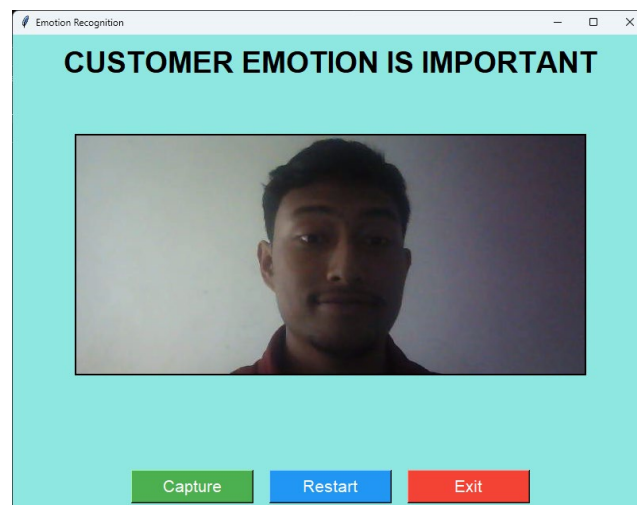 Emotion Recognition
CUSTOMER EMOTION IS IMPORTANT
Capture
Restart
Exit